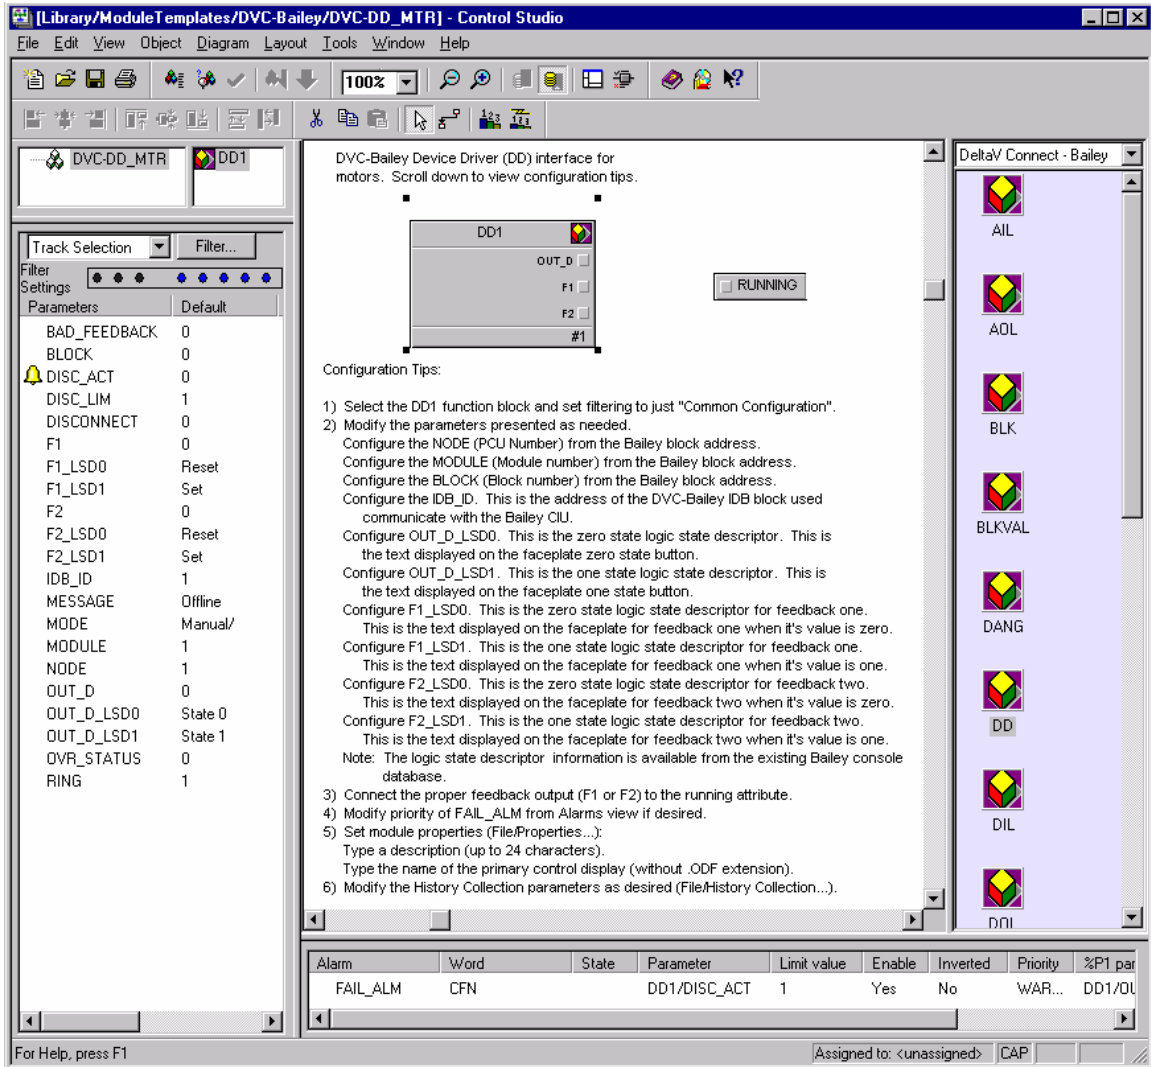 [Library/ModuleTemplates/DVC-Bailey/DVC-DD_MTR] - Control Studio
File Edit View Object Diagram Layout Tools Window Help
100%
DVC-DD_MTR
DD1
Track Selection
Filter...
Filter
Settings
Parameters Default
BAD_FEEDBACK 0
BLOCK 0
DISC_ACT 0
DISC_LIM 1
DISCONNECT 0
F1 0
F1_LSD0 Reset
F1_LSD1 Set
F2 0
F2_LSD0 Reset
F2_LSD1 Set
IDB_ID 1
MESSAGE Offline
MODE Manual/
MODULE 1
NODE 1
OUT_D 0
OUT_D_LSD0 State 0
OUT_D_LSD1 State 1
OVR_STATUS 0
RING 1
DVC-Bailey Device Driver (DD) interface for
motors. Scroll down to view configuration tips.
DD1
OUT_D
F1
F2
#1
RUNNING
Configuration Tips:
1) Select the DD1 function block and set filtering to just "Common Configuration".
2) Modify the parameters presented as needed.
Configure the NODE (PCU Number) from the Bailey block address.
Configure the MODULE (Module number) from the Bailey block address.
Configure the BLOCK (Block number) from the Bailey block address.
Configure the IDB_ID. This is the address of the DVC-Bailey IDB block used
communicate with the Bailey CIU.
Configure OUT_D_LSD0. This is the zero state logic state descriptor. This is
the text displayed on the faceplate zero state button.
Configure OUT_D_LSD1. This is the one state logic state descriptor. This is
the text displayed on the faceplate one state button.
Configure F1_LSD0. This is the zero state logic state descriptor for feedback one.
This is the text displayed on the faceplate for feedback one when it's value is zero.
Configure F1_LSD1. This is the one state logic state descriptor for feedback one.
This is the text displayed on the faceplate for feedback one when it's value is one.
Configure F2_LSD0. This is the zero state logic state descriptor for feedback two.
This is the text displayed on the faceplate for feedback two when it's value is zero.
Configure F2_LSD1. This is the one state logic state descriptor for feedback two.
This is the text displayed on the faceplate for feedback two when it's value is one.
Note: The logic state descriptor information is available from the existing Bailey console
database.
3) Connect the proper feedback output (F1 or F2) to the running attribute.
4) Modify priority of FAIL_ALM from Alarms view if desired.
5) Set module properties (File/Properties...):
Type a description (up to 24 characters).
Type the name of the primary control display (without .ODF extension).
6) Modify the History Collection parameters as desired (File/History Collection...).
DeltaV Connect - Bailey
AIL
AOL
BLK
BLKVAL
DANG
DD
DIL
DOL
Alarm Word State Parameter Limit value Enable Inverted Priority %P1 par
FAIL_ALM CFN DD1/DISC_ACT 1 Yes No WAR... DD1/OU
For Help, press F1
Assigned to: <unassigned> CAP